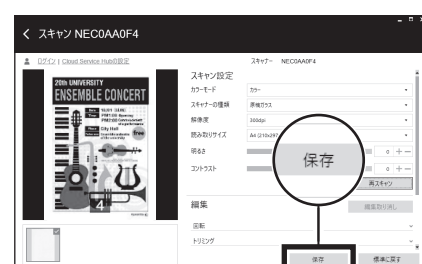 スキャン NEC0AA0F4
ログイン | Cloud Service Hubの設定
スキャナー NEC0AA0F4
20th UNIVERSITY
ENSEMBLE CONCERT
City Hall
free
4
スキャン設定
カラーモード カラー
スキャナーの種類 原稿ガラス
解像度 300dpi
読み取りサイズ A4 (210x297
明るさ 0 + −
コントラスト 0 + −
保存
再スキャン
編集
編集取り消し
回転
トリミング
保存
標準に戻す